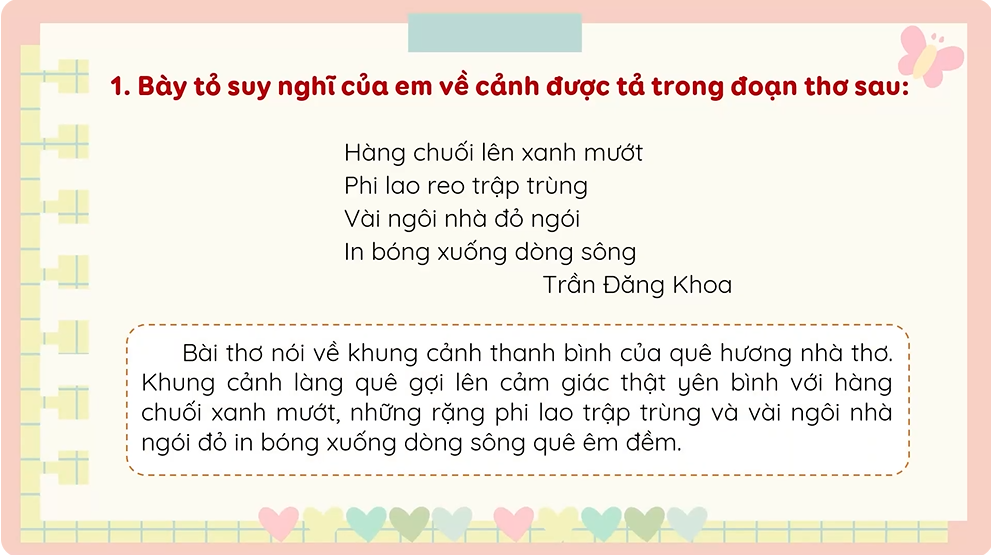 1. Bày tỏ suy nghĩ của em về cảnh được tả trong đoạn thơ sau:
Hàng chuối lên xanh mướt
Phi lao reo trập trùng
Vài ngôi nhà đỏ ngói
In bóng xuống dòng sông
Trần Đăng Khoa
Bài thơ nói về khung cảnh thanh bình của quê hương nhà thơ.
Khung cảnh làng quê gợi lên cảm giác thật yên bình với hàng
chuối xanh mướt, những rặng phi lao trập trùng và vài ngôi nhà
ngói đỏ in bóng xuống dòng sông quê êm đềm.